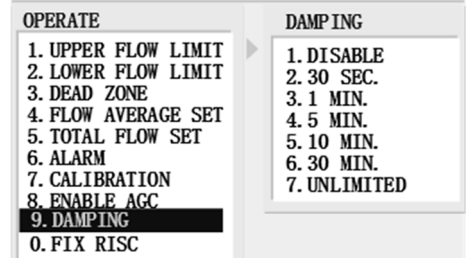 OPERATE
1. UPPER FLOW LIMIT
2. LOWER FLOW LIMIT
3. DEAD ZONE
4. FLOW AVERAGE SET
5. TOTAL FLOW SET
6. ALARM
7. CALIBRATION
8. ENABLE AGC
9. DAMPING
0. FIX RISC
DAMPING
1. DISABLE
2. 30 SEC.
3. 1 MIN.
4. 5 MIN.
5. 10 MIN.
6. 30 MIN.
7. UNLIMITED